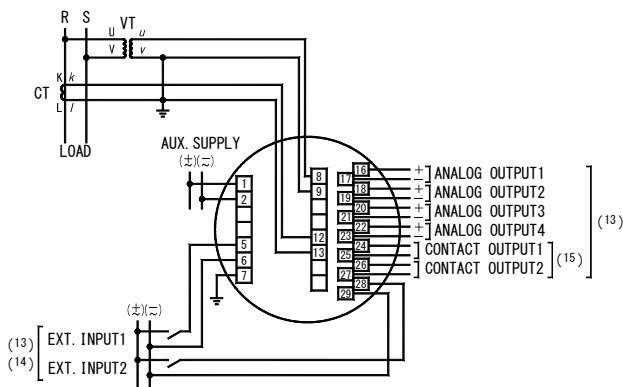 R S
VT
U u
V v
K k
CT
L l
LOAD
AUX. SUPPLY
(±)(∓)
1
2
5
6
7
8
9
12
13
16
17
18
19
20
21
22
23
24
25
26
27
28
29
+
- ANALOG OUTPUT1
+
- ANALOG OUTPUT2
+
- ANALOG OUTPUT3
+
- ANALOG OUTPUT4
CONTACT OUTPUT1
CONTACT OUTPUT2
(15)
(13)
(±)(∓)
(13) EXT. INPUT1
(14) EXT. INPUT2